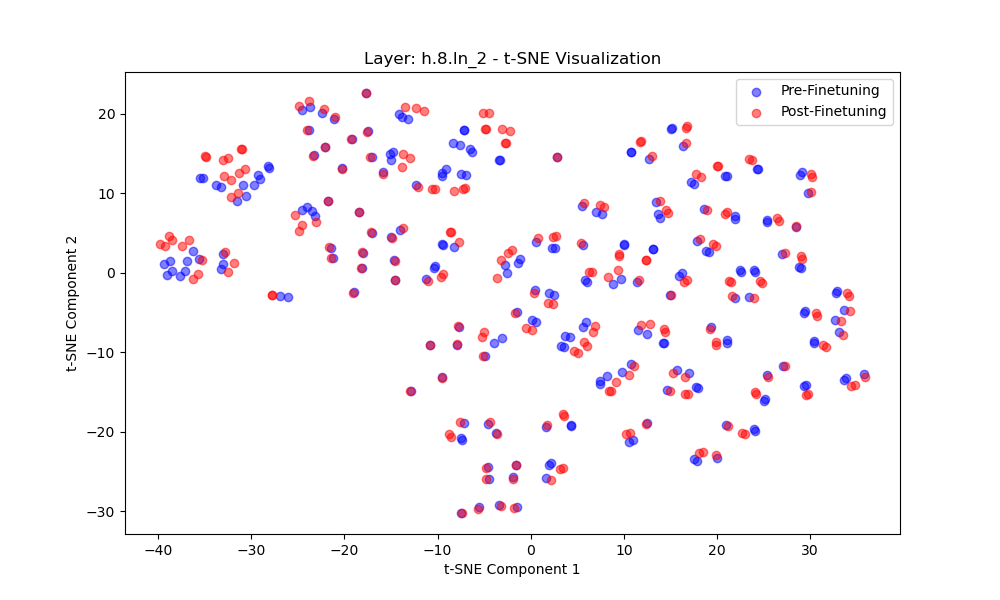 Layer: h.8.ln_2 - t-SNE Visualization
Pre-Finetuning
Post-Finetuning
t-SNE Component 2
20
10
0
−10
−20
−30
−40
−30
−20
−10
0
10
20
30
t-SNE Component 1